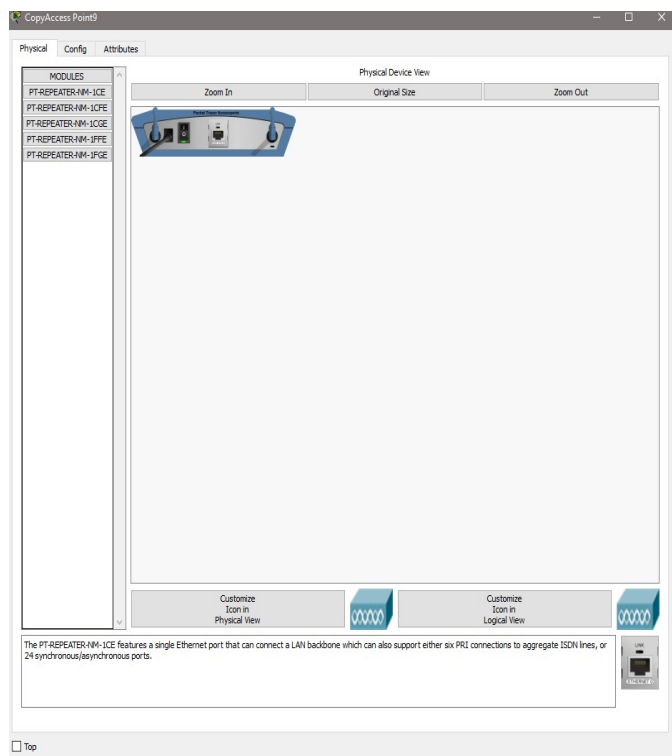 CopyAccess Point9
Physical Config Attributes
MODULES
PT-REPEATER-NM-1CE
PT-REPEATER-NM-1CFE
PT-REPEATER-NM-1CGE
PT-REPEATER-NM-1FFE
PT-REPEATER-NM-1FGE
Physical Device View
Zoom In Original Size Zoom Out
Customize
Icon in
Physical View
Customize
Icon in
Logical View
The PT-REPEATER-NM-1CE features a single Ethernet port that can connect a LAN backbone which can also support either six PRI connections to aggregate ISDN lines, or
24 synchronous/asynchronous ports.
LINK
ETHERNET 0
Top